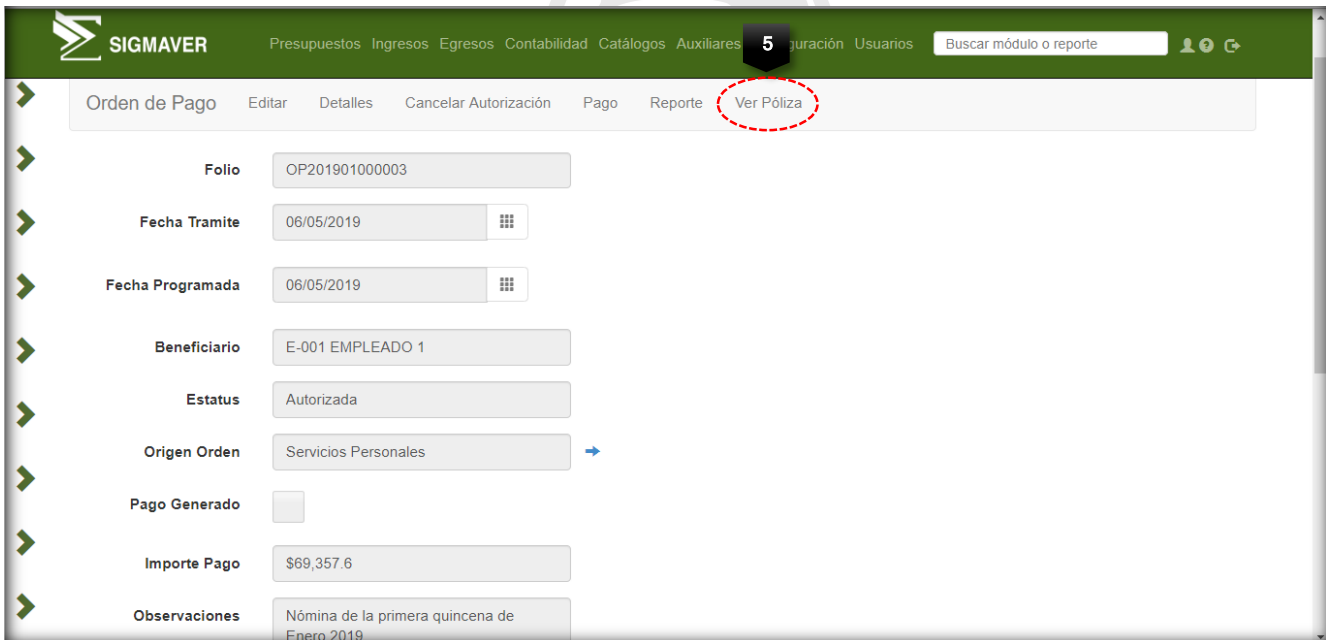 SIGMAVER
Presupuestos Ingresos Egresos Contabilidad Catálogos Auxiliares 5 guración Usuarios Buscar módulo o reporte
Orden de Pago Editar Detalles Cancelar Autorización Pago Reporte Ver Póliza
Folio OP201901000003
Fecha Tramite 06/05/2019
Fecha Programada 06/05/2019
Beneficiario E-001 EMPLEADO 1
Estatus Autorizada
Origen Orden Servicios Personales
Pago Generado
Importe Pago $69,357.6
Observaciones Nómina de la primera quincena de
Enero 2019